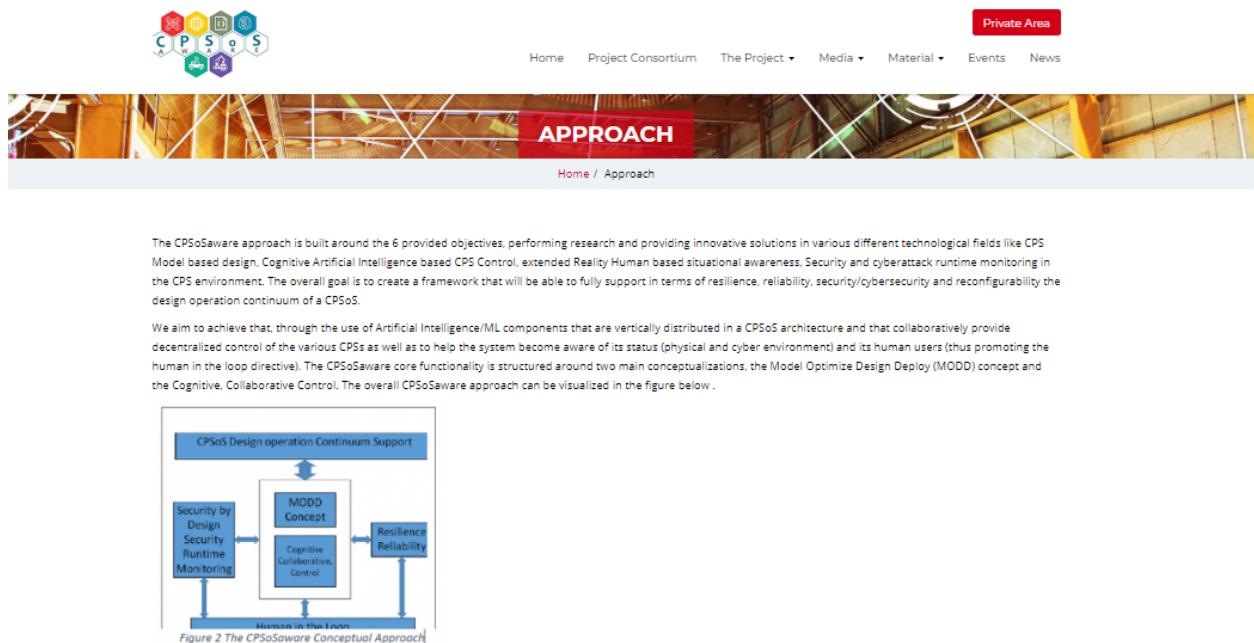 C P S o S
A W A R E
Private Area
Home Project Consortium The Project Media Material Events News
APPROACH
Home / Approach
The CPSoSaware approach is built around the 6 provided objectives, performing research and providing innovative solutions in various different technological fields like CPS
Model based design, Cognitive Artificial Intelligence based CPS Control, extended Reality Human based situational awareness, Security and cyberattack runtime monitoring in
the CPS environment. The overall goal is to create a framework that will be able to fully support in terms of resilience, reliability, security/cybersecurity and reconfigurability the
design operation continuum of a CPSoS.
We aim to achieve that, through the use of Artificial Intelligence/ML components that are vertically distributed in a CPSoS architecture and that collaboratively provide
decentralized control of the various CPSs as well as to help the system become aware of its status (physical and cyber environment) and its human users (thus promoting the
human in the loop directive). The CPSoSaware core functionality is structured around two main conceptualizations, the Model Optimize Design Deploy (MODD) concept and
the Cognitive, Collaborative Control. The overall CPSoSaware approach can be visualized in the figure below .
CPSoS Design operation Continuum Support
MODD
Concept
Security by
Design
Security
Runtime
Monitoring
Cognitive
Collaborative,
Control
Resilience
Reliability
Human in the Loop
Figure 2 The CPSoSaware Conceptual Approach